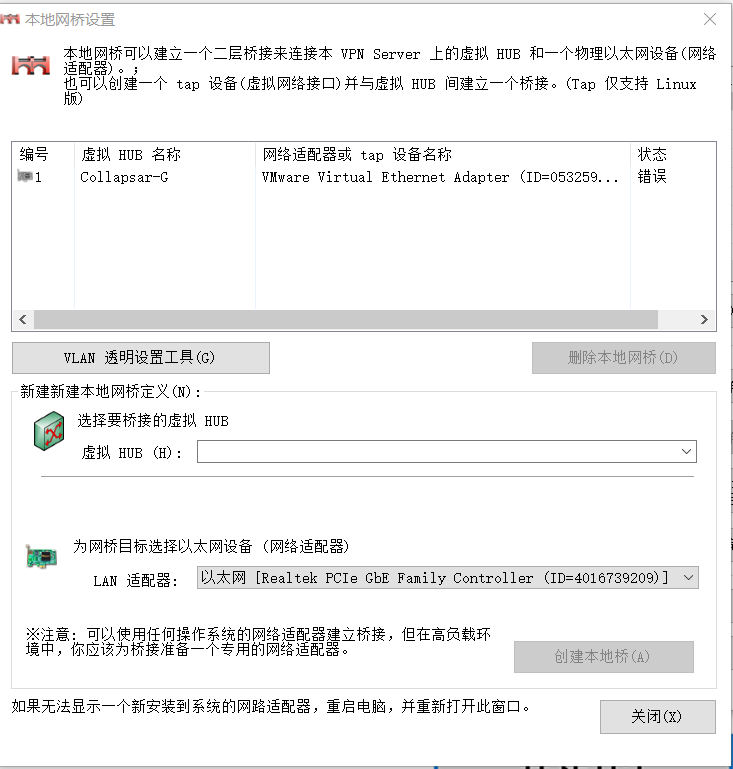 本地网桥设置
本地网桥可以建立一个二层桥接来连接本 VPN Server 上的虚拟 HUB 和一个物理以太网设备(网络
适配器)。;
也可以创建一个 tap 设备(虚拟网络接口)并与虚拟 HUB 间建立一个桥接。(Tap 仅支持 Linux
版)
编号 虚拟 HUB 名称 网络适配器或 tap 设备名称 状态
1 Collapsar-G VMware Virtual Ethernet Adapter (ID=053259... 错误
VLAN 透明设置工具(G) 删除本地网桥(D)
新建新建本地网桥定义(N):
选择要桥接的虚拟 HUB
虚拟 HUB (H):
为网桥目标选择以太网设备 (网络适配器)
LAN 适配器: 以太网 [Realtek PCIe GbE Family Controller (ID=4016739209)]
※注意: 可以使用任何操作系统的网络适配器建立桥接，但在高负载环
境中，你应该为桥接准备一个专用的网络适配器。
创建本地桥(A)
如果无法显示一个新安装到系统的网路适配器，重启电脑，并重新打开此窗口。
关闭(X)